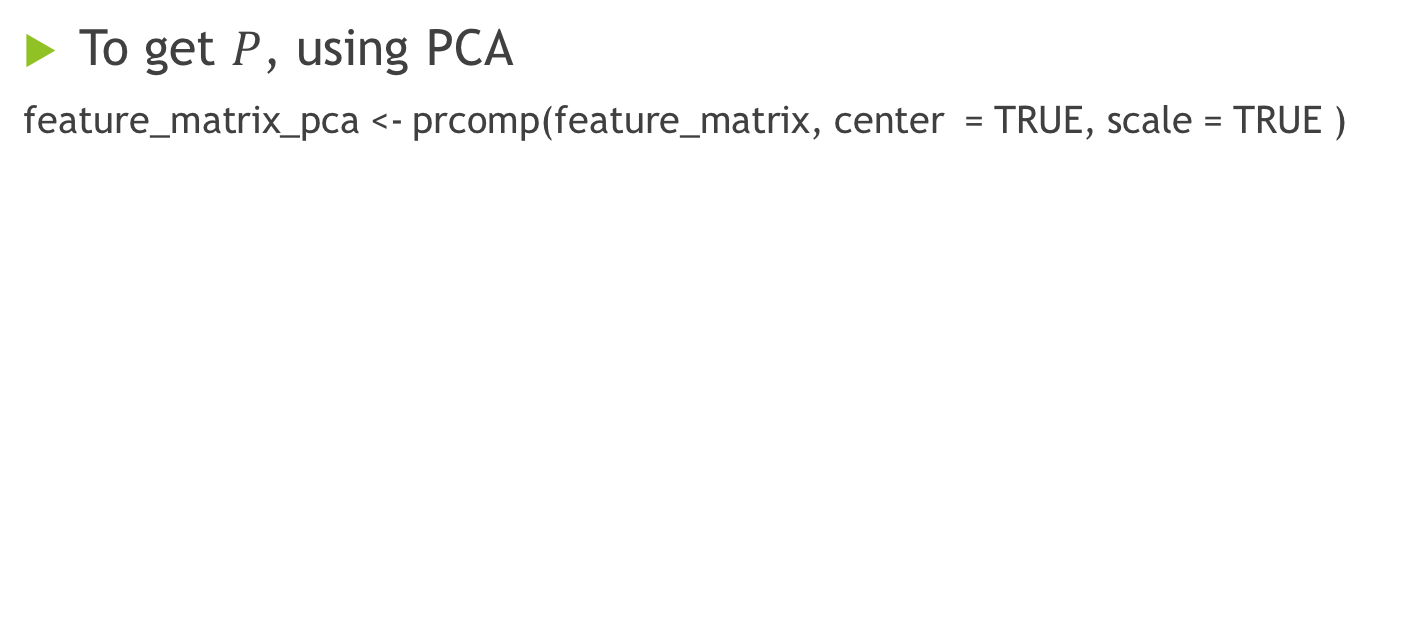 To get P, using PCA
feature_matrix_pca <- prcomp(feature_matrix, center  = TRUE, scale = TRUE )